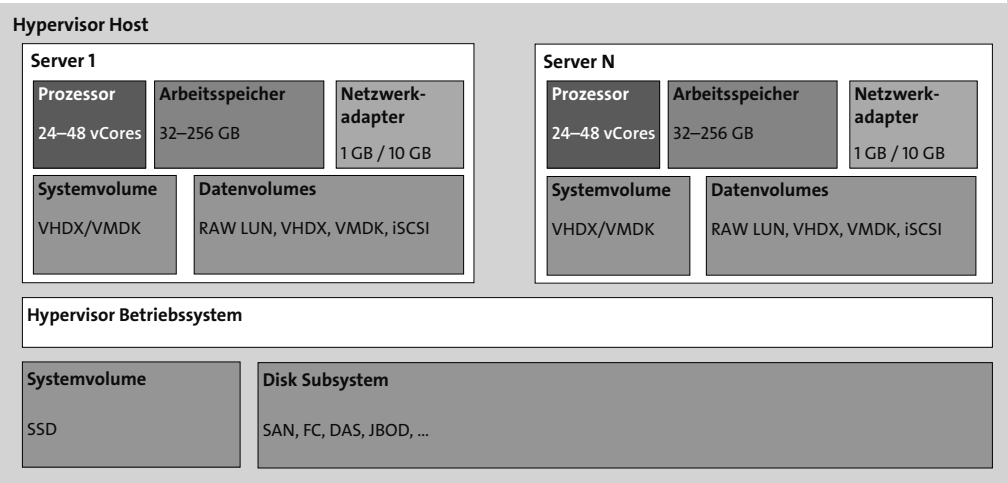 Hypervisor Host
Server 1
Prozessor
24–48 vCores
Arbeitsspeicher
32–256 GB
Netzwerk-
adapter
1 GB / 10 GB
Systemvolume
VHDX/VMDK
Datenvolumes
RAW LUN, VHDX, VMDK, iSCSI
Server N
Prozessor
24–48 vCores
Arbeitsspeicher
32–256 GB
Netzwerk-
adapter
1 GB / 10 GB
Systemvolume
VHDX/VMDK
Datenvolumes
RAW LUN, VHDX, VMDK, iSCSI
Hypervisor Betriebssystem
Systemvolume
SSD
Disk Subsystem
SAN, FC, DAS, JBOD, ...